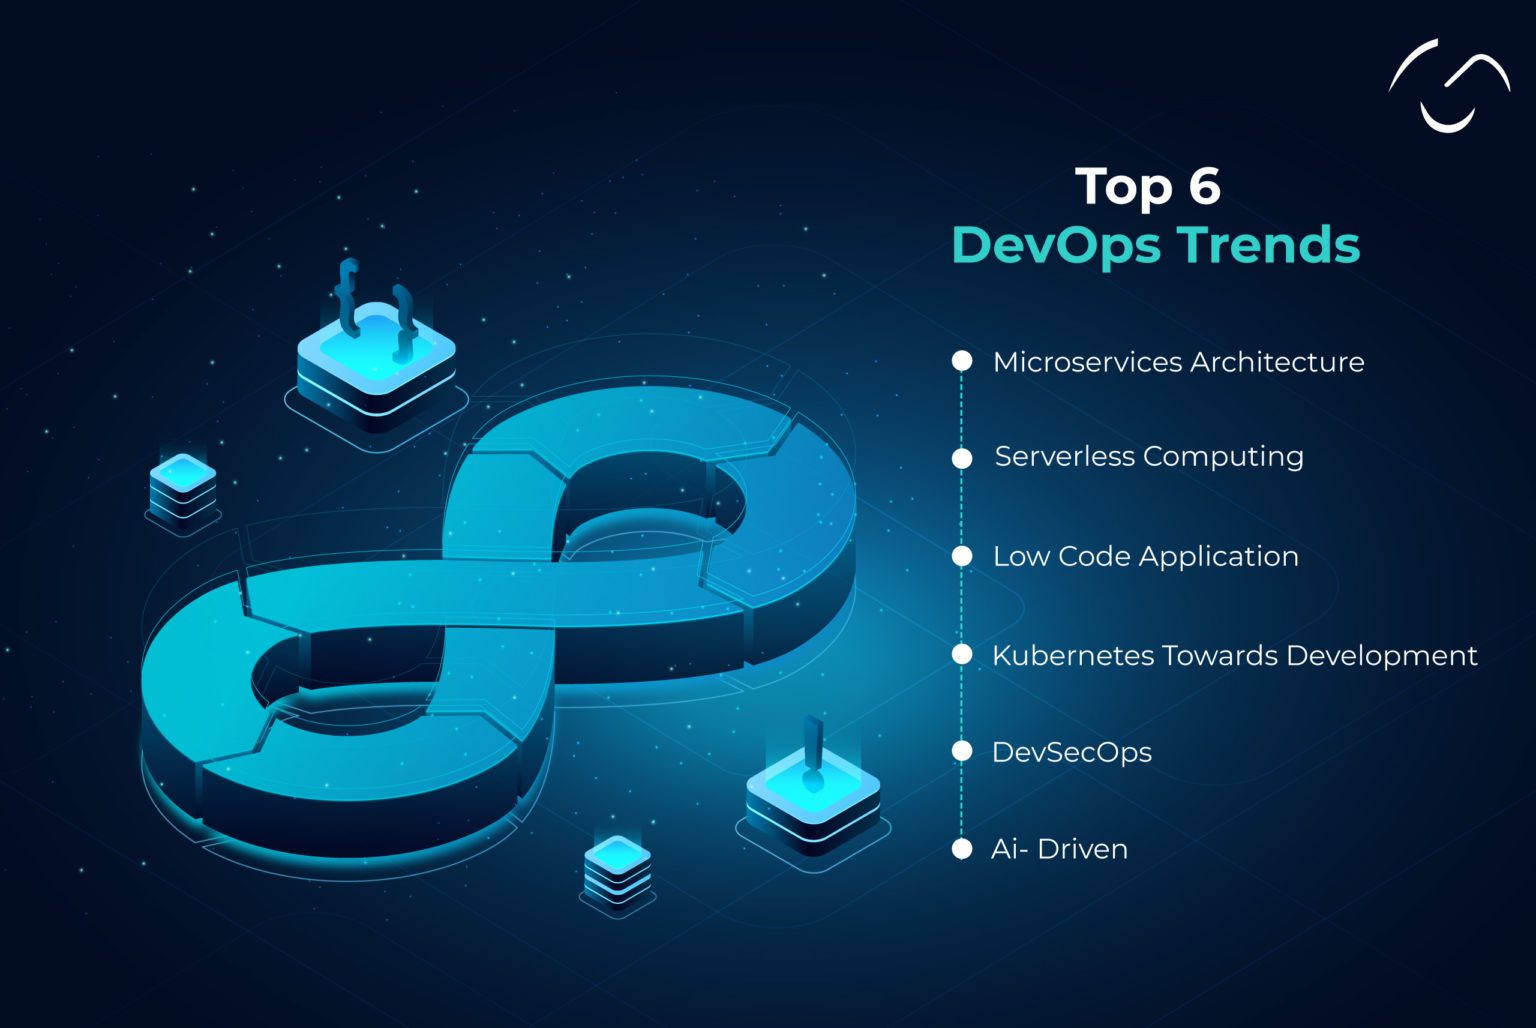 Top 6
DevOps Trends
Microservices Architecture
Serverless Computing
Low Code Application
Kubernetes Towards Development
DevSecOps
Ai- Driven